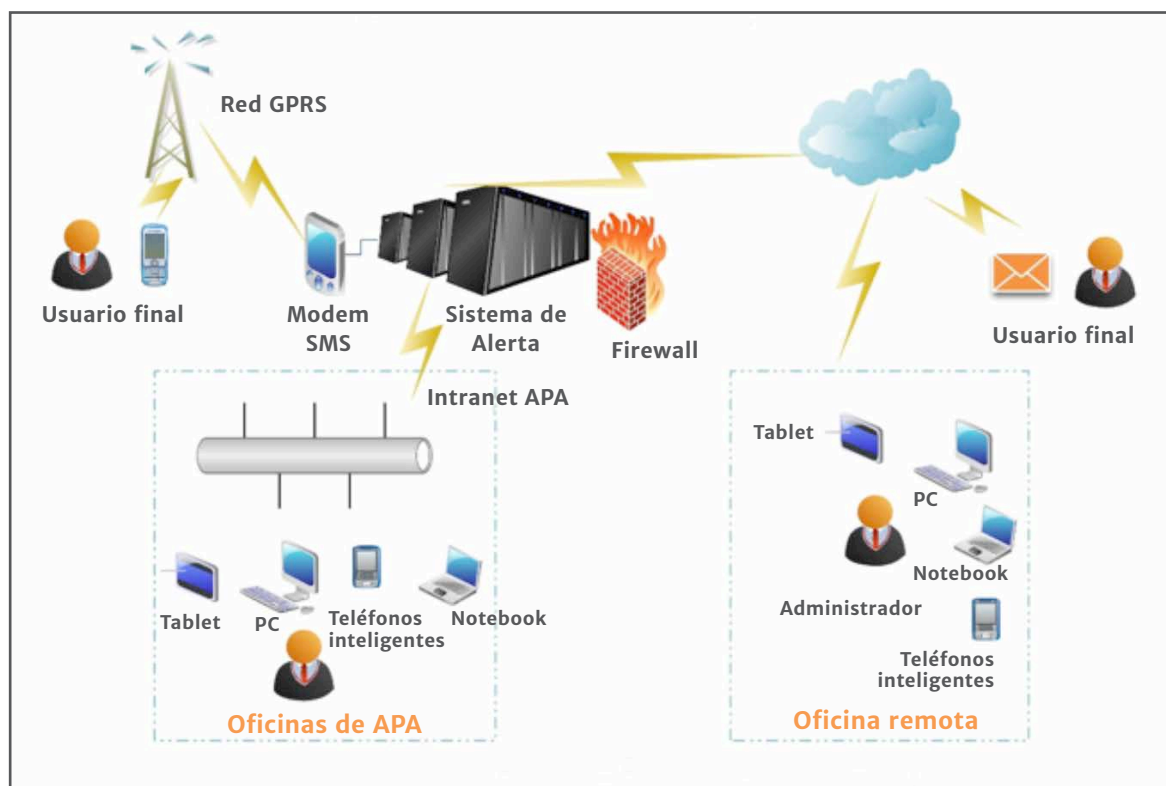 Red GPRS
Usuario final
Modem
SMS
Sistema de
Alerta
Firewall
Usuario final
Intranet APA
Tablet
PC
Teléfonos
inteligentes
Notebook
Oficinas de APA
Tablet
PC
Notebook
Administrador
Teléfonos
inteligentes
Oficina remota